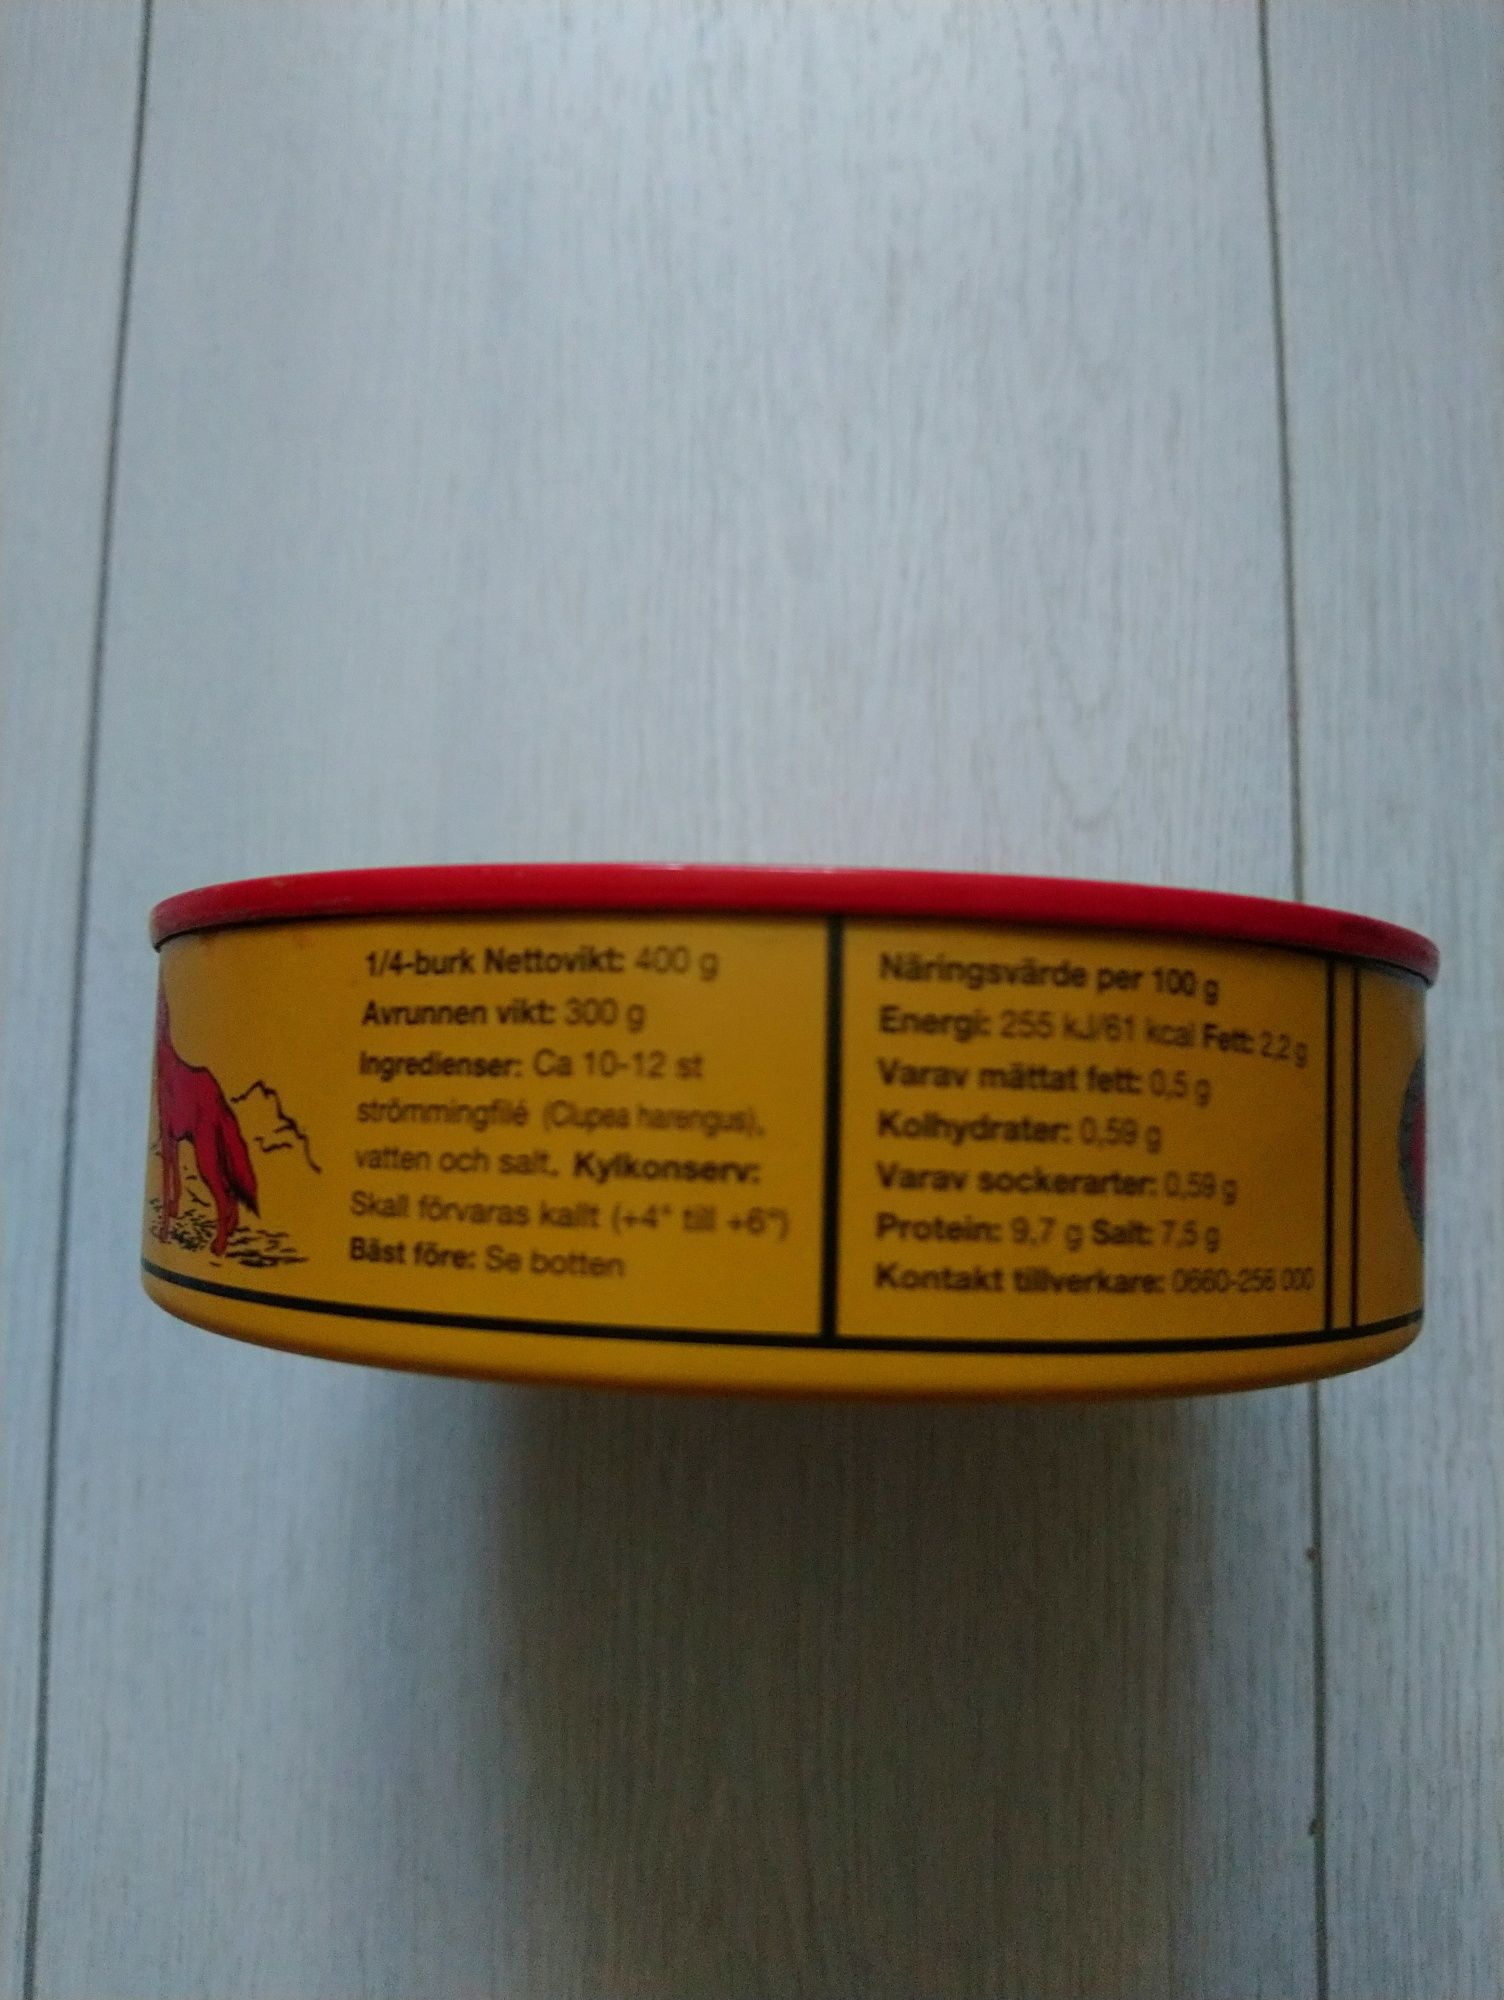 1/4-burk Nettovikt: 400 g
Avrunnen vikt: 300 g
Ingredienser: Ca 10-12 st
strömmingfilé (Clupea harengus),
vatten och salt. Kylkonserv:
Skall förvaras kallt (+4° till +6°)
Bäst före: Se botten
Näringsvärde per 100 g
Energi: 255 kJ/61 kcal Fett: 2,2 g
Varav mättat fett: 0,5 g
Kolhydrater: 0,59 g
Varav sockerarter: 0,59 g
Protein: 9,7 g Salt: 7,5 g
Kontakt tillverkare: 0660-256 000